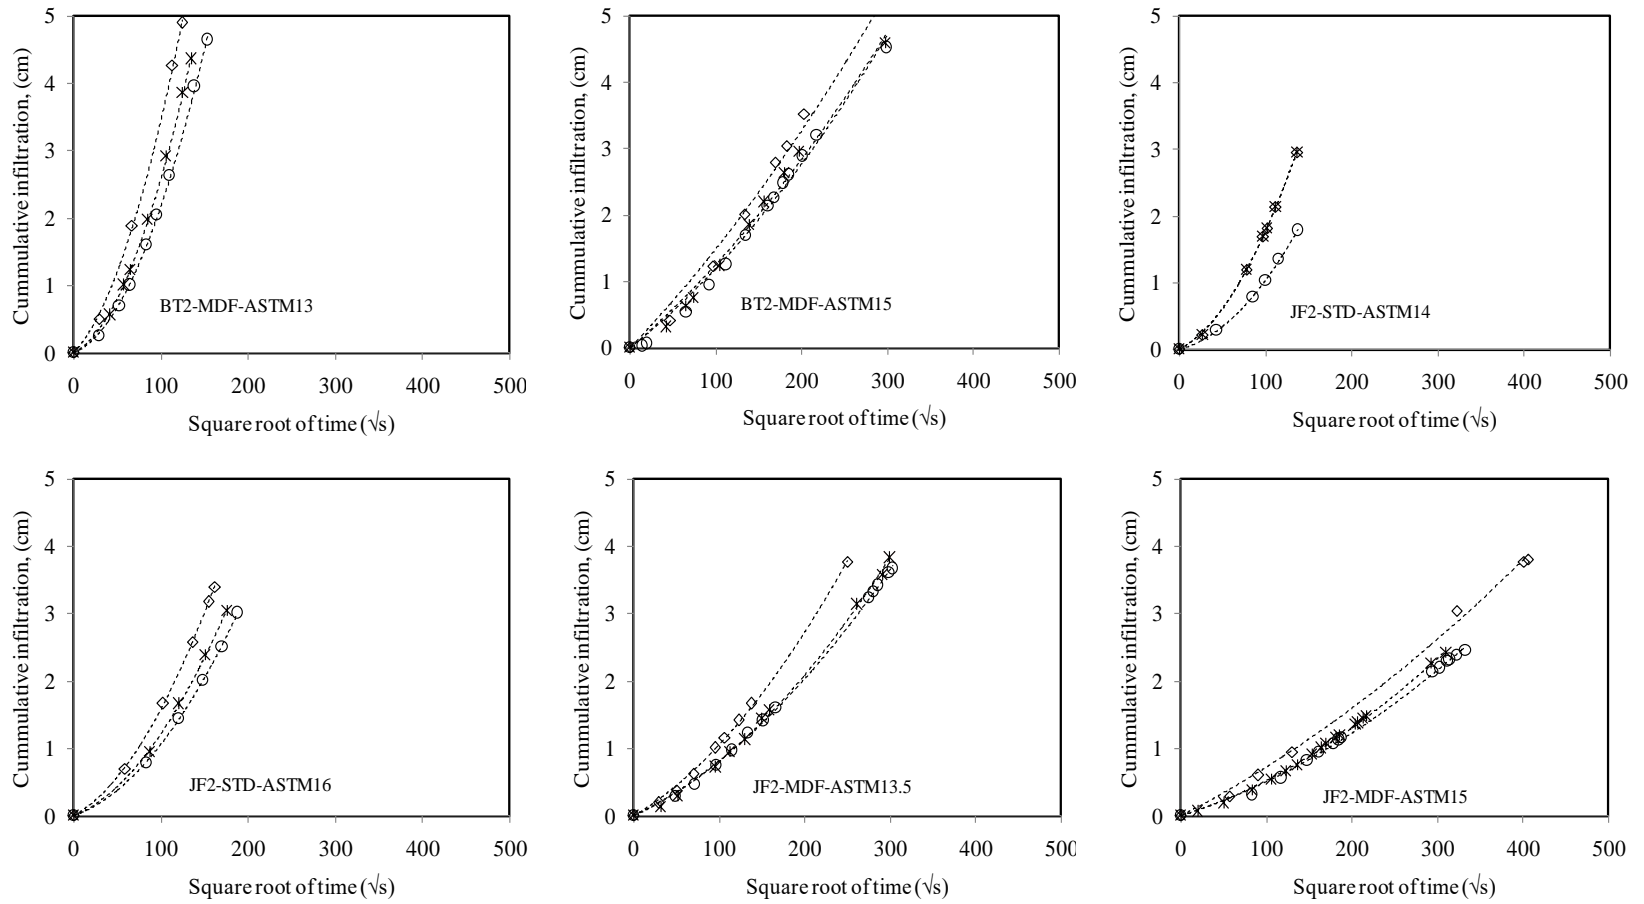 Cummulative infiltration, (cm)
5
4
3
2
1
0
BT2-MDF-ASTM13
0 100 200 300 400 500
Square root of time (√s)
Cummulative infiltration, (cm)
5
4
3
2
1
0
BT2-MDF-ASTM15
0 100 200 300 400 500
Square root of time (√s)
Cummulative infiltration, (cm)
5
4
3
2
1
0
JF2-STD-ASTM14
0 100 200 300 400 500
Square root of time (√s)
Cummulative infiltration, (cm)
5
4
3
2
1
0
JF2-STD-ASTM16
0 100 200 300 400 500
Square root of time (√s)
Cummulative infiltration, (cm)
5
4
3
2
1
0
JF2-MDF-ASTM13.5
0 100 200 300 400 500
Square root of time (√s)
Cummulative infiltration, (cm)
5
4
3
2
1
0
JF2-MDF-ASTM15
0 100 200 300 400 500
Square root of time (√s)